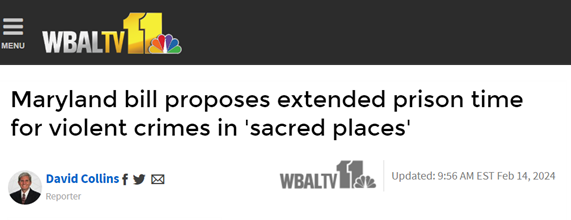 MENU
WBALTV 11
Maryland bill proposes extended prison time
for violent crimes in 'sacred places'
David Collins
Reporter
WBALTV 11
Updated: 9:56 AM EST Feb 14, 2024